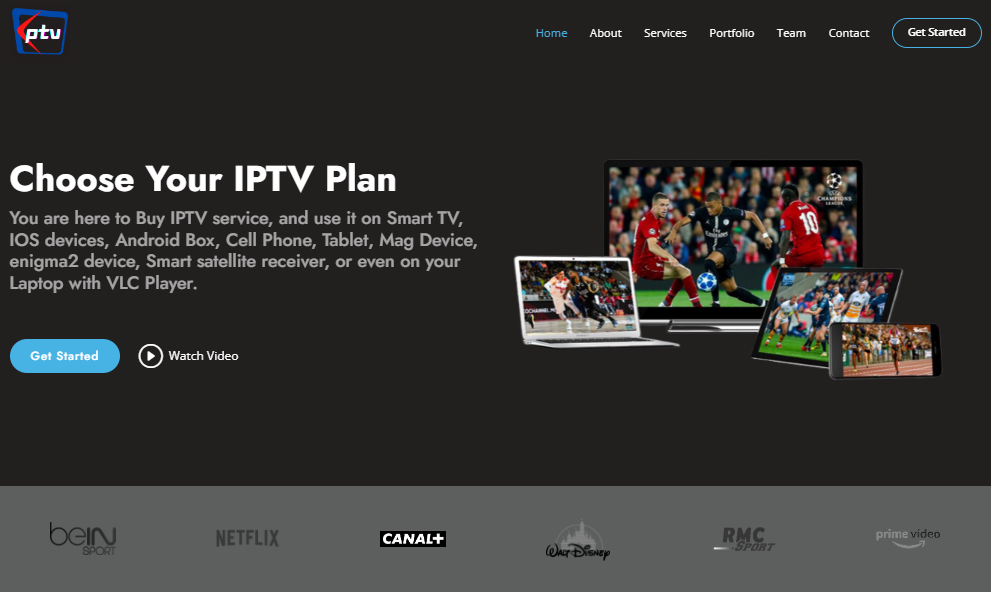 ptv
Home About Services Portfolio Team Contact Get Started
Choose Your IPTV Plan
You are here to Buy IPTV service, and use it on Smart TV,
IOS devices, Android Box, Cell Phone, Tablet, Mag Device,
enigma2 device, Smart satellite receiver, or even on your
Laptop with VLC Player.
Get Started Watch Video
CHAMPIONS
LEAGUE
10
beIN
SPORT
NETFLIX
CANAL+
WALT DISNEY
RMC
SPORT
prime video